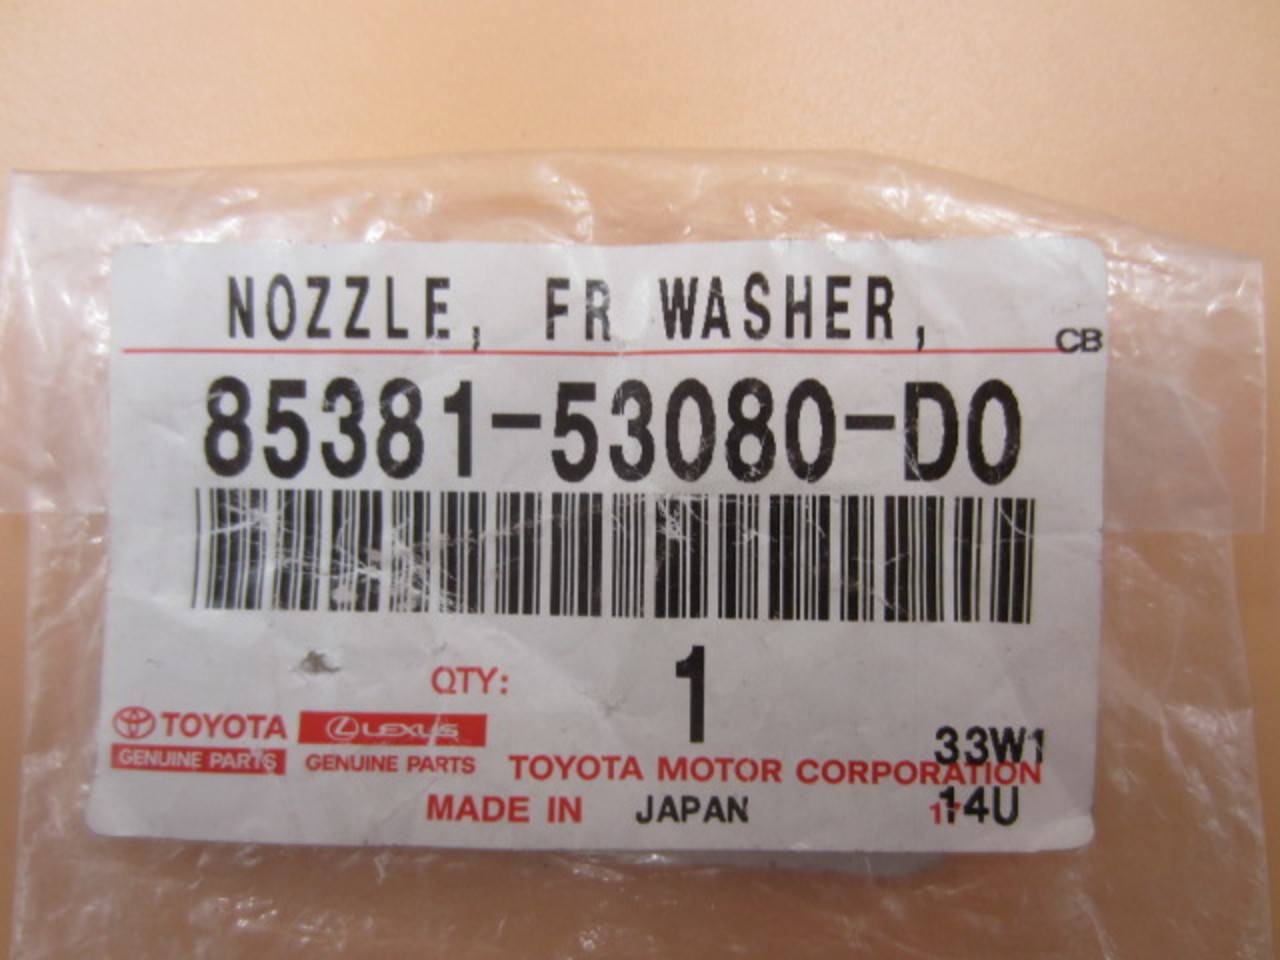 NOZZLE, FR WASHER,
CB
85381-53080-D0
QTY: 1
TOYOTA
GENUINE PARTS
LEXUS
GENUINE PARTS
33W1
TOYOTA MOTOR CORPORATION
MADE IN JAPAN
14U